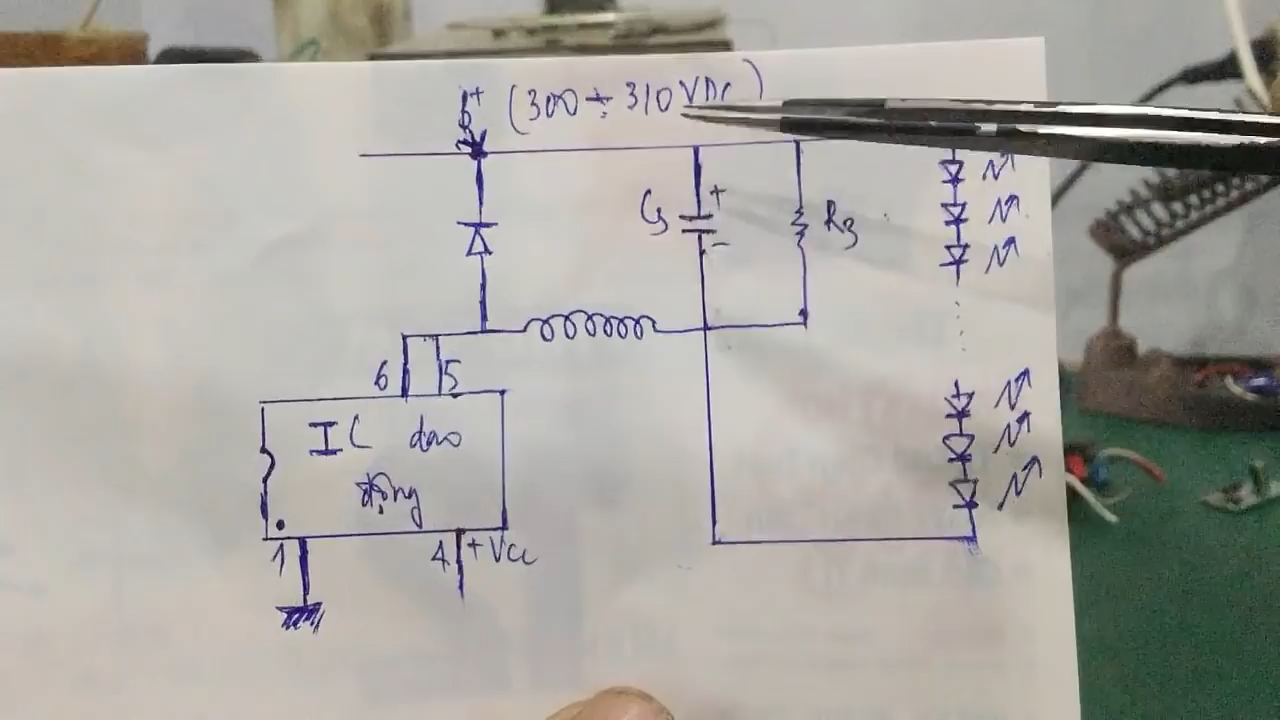 B+ (300 ÷ 310 VDC)
C3 + -
R3
6 5
IC dao
động
1 4 +Vcc